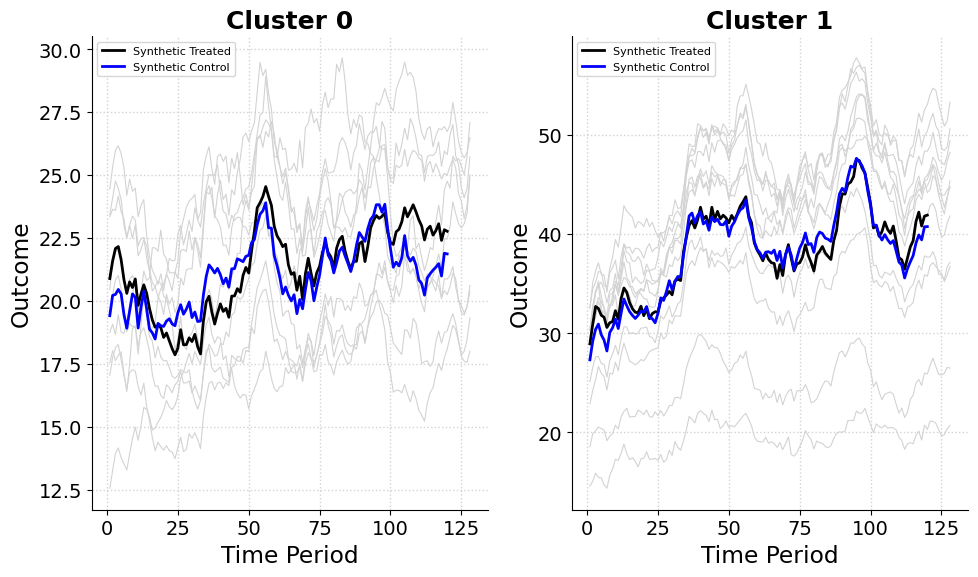 Cluster 0
Cluster 1
Synthetic Treated
Synthetic Control
Synthetic Treated
Synthetic Control
Outcome
30.0
27.5
25.0
22.5
20.0
17.5
15.0
12.5
0
25
50
75
100
125
Time Period
Outcome
50
40
30
20
0
25
50
75
100
125
Time Period